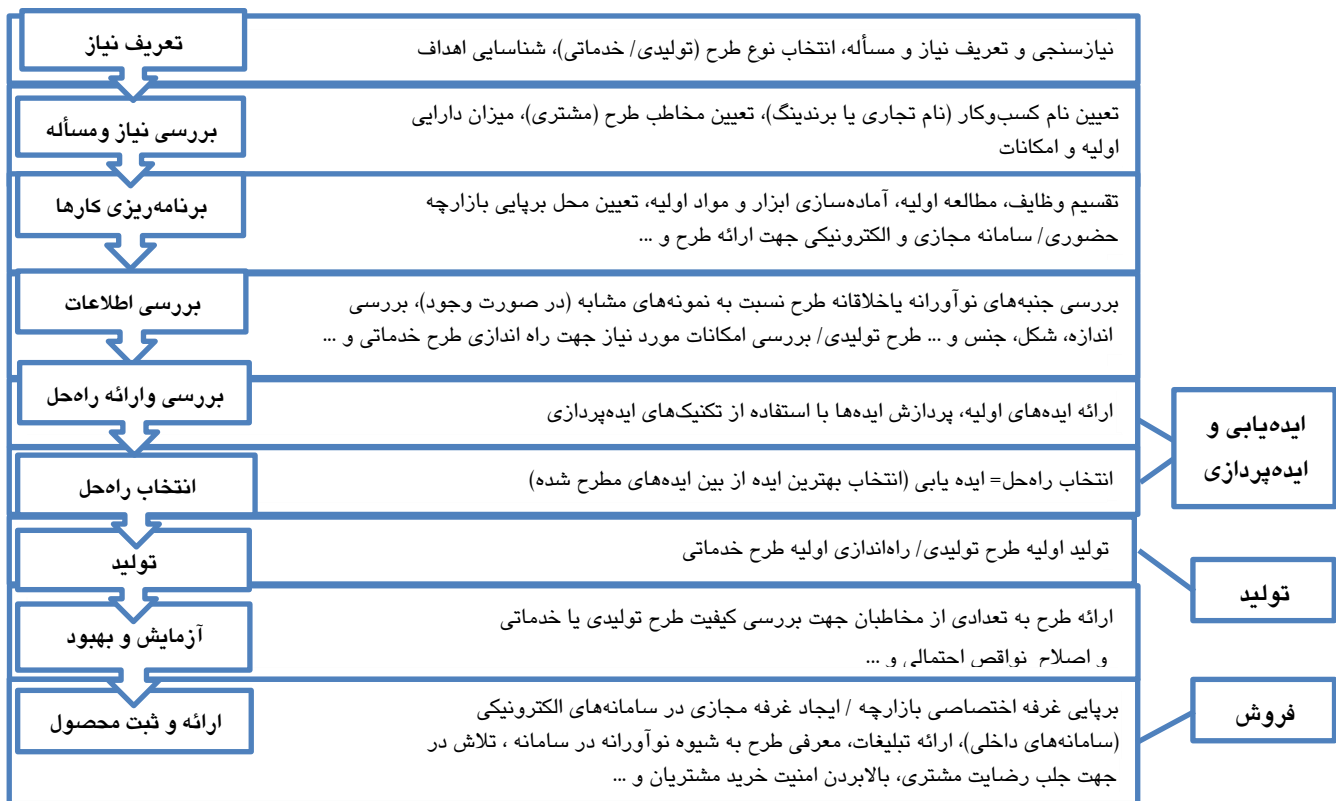 تعریف نیاز
نیازسنجی و تعریف نیاز و مسأله، انتخاب نوع طرح (تولیدی/ خدماتی)، شناسایی اهداف
بررسی نیاز ومسأله
تعیین نام کسب‌وکار (نام تجاری یا برندینگ)، تعیین مخاطب طرح (مشتری)، میزان دارایی
اولیه و امکانات
برنامه‌ریزی کارها
تقسیم وظایف، مطالعه اولیه، آماده‌سازی ابزار و مواد اولیه، تعیین محل برپایی بازارچه
حضوری/ سامانه مجازی و الکترونیکی جهت ارائه طرح و ...
بررسی اطلاعات
بررسی جنبه‌های نوآورانه یاخلاقانه طرح نسبت به نمونه‌های مشابه (در صورت وجود)، بررسی
اندازه، شکل، جنس و ... طرح تولیدی/ بررسی امکانات مورد نیاز جهت راه اندازی طرح خدماتی و ...
بررسی وارائه راه‌حل
ارائه ایده‌های اولیه، پردازش ایده‌ها با استفاده از تکنیک‌های ایده‌پردازی
انتخاب راه‌حل
انتخاب راه‌حل= ایده یابی (انتخاب بهترین ایده از بین ایده‌های مطرح شده)
ایده‌یابی و
ایده‌پردازی
تولید
تولید اولیه طرح تولیدی/ راه‌اندازی اولیه طرح خدماتی
تولید
آزمایش و بهبود
ارائه طرح به تعدادی از مخاطبان جهت بررسی کیفیت طرح تولیدی یا خدماتی
و اصلاح نواقص احتمالی و ...
ارائه و ثبت محصول
برپایی غرفه اختصاصی بازارچه / ایجاد غرفه مجازی در سامانه‌های الکترونیکی
(سامانه‌های داخلی)، ارائه تبلیغات، معرفی طرح به شیوه نوآورانه در سامانه ، تلاش در
جهت جلب رضایت مشتری، بالابردن امنیت خرید مشتریان و ...
فروش